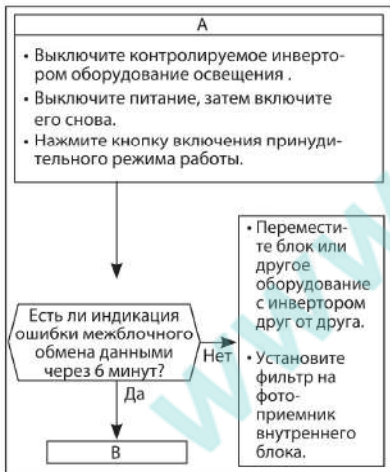 A
• Выключите контролируемое инверто-
ром оборудование освещения .
• Выключите питание, затем включите
его снова.
• Нажмите кнопку включения принуди-
тельного режима работы.
• Перемести-
те блок или
другое
оборудование
с инвертором
друг от друга.
• Установите
фильтр на
фото-
приемник
внутреннего
блока.
Есть ли индикация
ошибки межблочного
обмена данными
через 6 минут?
Нет
Да
B